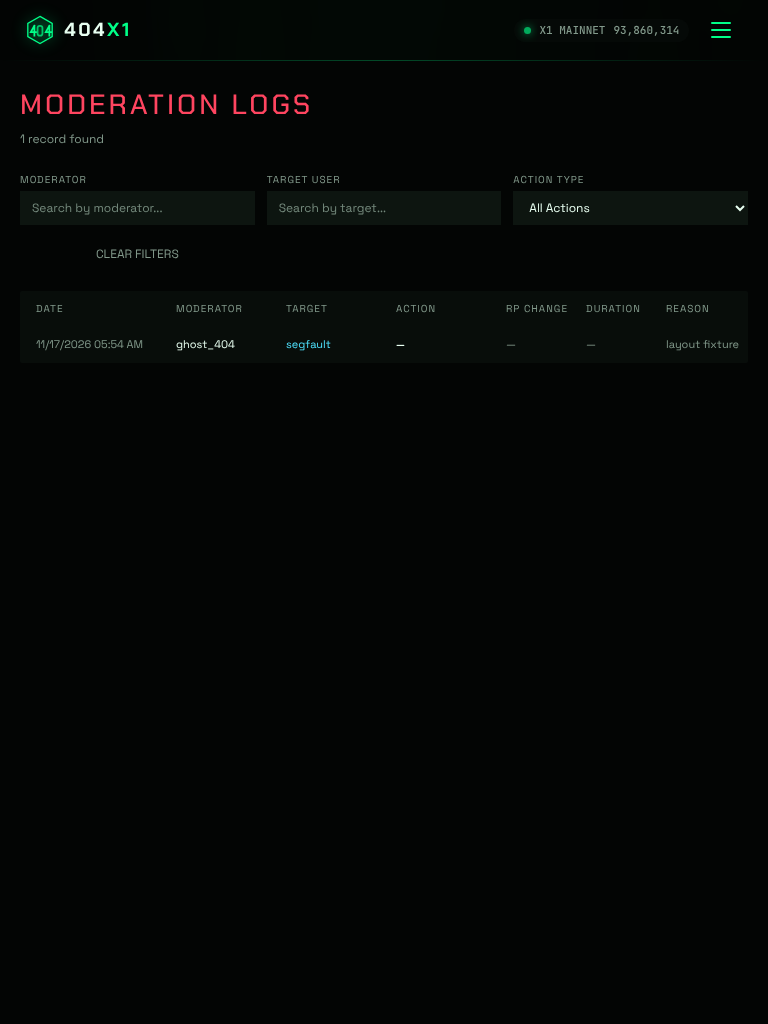 404 404X1 X1 MAINNET 93,860,314
MODERATION LOGS
1 record found
MODERATOR TARGET USER ACTION TYPE
Search by moderator... Search by target... All Actions
CLEAR FILTERS
DATE MODERATOR TARGET ACTION RP CHANGE DURATION REASON
11/17/2026 05:54 AM ghost_404 segfault — — — layout fixture